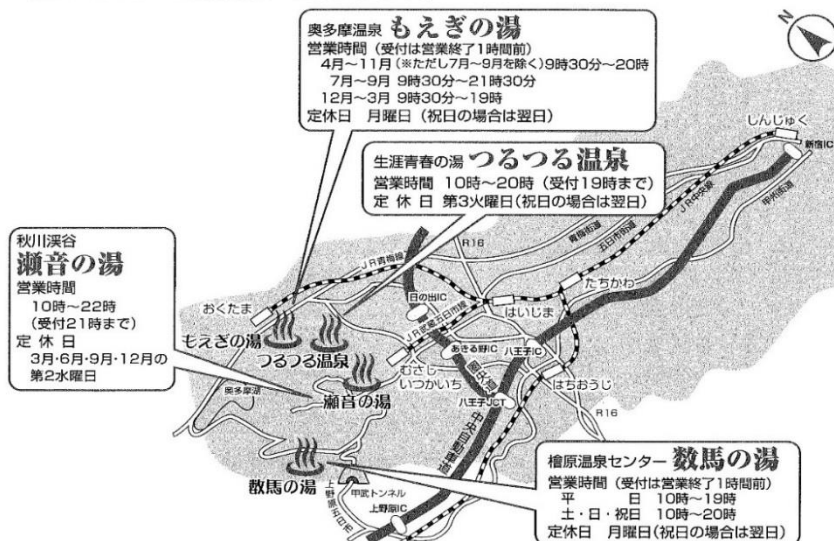 奥多摩温泉 もえぎの湯
営業時間(受付は営業終了1時間前)
4月〜11月(※ただし7月〜9月を除く)9時30分〜20時
7月〜9月 9時30分〜21時30分
12月〜3月 9時30分〜19時
定休日 月曜日(祝日の場合は翌日)
N
しんじゅく
新宿IC
生涯青春の湯 つるつる温泉
営業時間 10時〜20時(受付19時まで)
定休日 第3火曜日(祝日の場合は翌日)
JR中央線
甲州街道
青梅街道
五日市街道
R16
秋川渓谷
瀬音の湯
営業時間
10時〜22時
(受付21時まで)
定休日
3月・6月・9月・12月の
第2水曜日
JR青梅線
おくたま
日の出IC
たちかわ
はいじま
もえぎの湯
つるつる温泉
JR武蔵五日市線
あきる野IC
八王子IC
むさし
いつかいち
圏央道
はちおうじ
奥多摩湖
瀬音の湯
八王子JCT
R16
中央自動車道
数馬の湯
甲武トンネル
上野原五日市
上野原IC
檜原温泉センター 数馬の湯
営業時間(受付は営業終了1時間前)
平日 10時〜19時
土・日・祝日 10時〜20時
定休日 月曜日(祝日の場合は翌日)